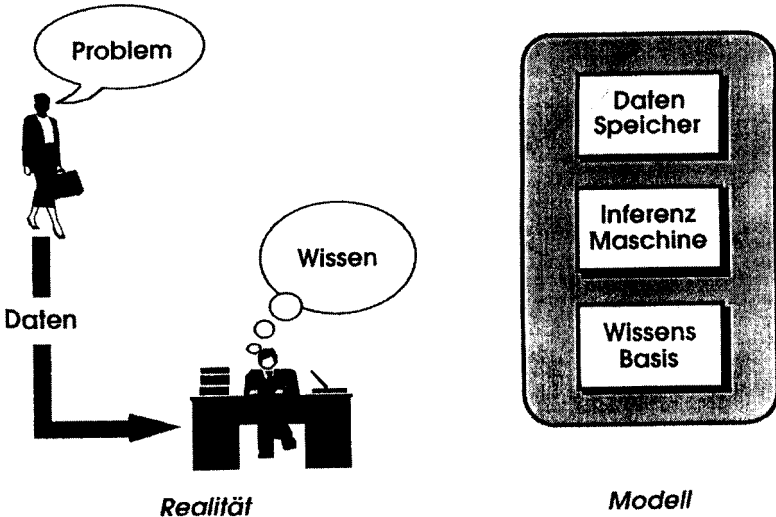 Problem
Wissen
Daten
Realität
Daten
Speicher
Inferenz
Maschine
Wissens
Basis
Modell